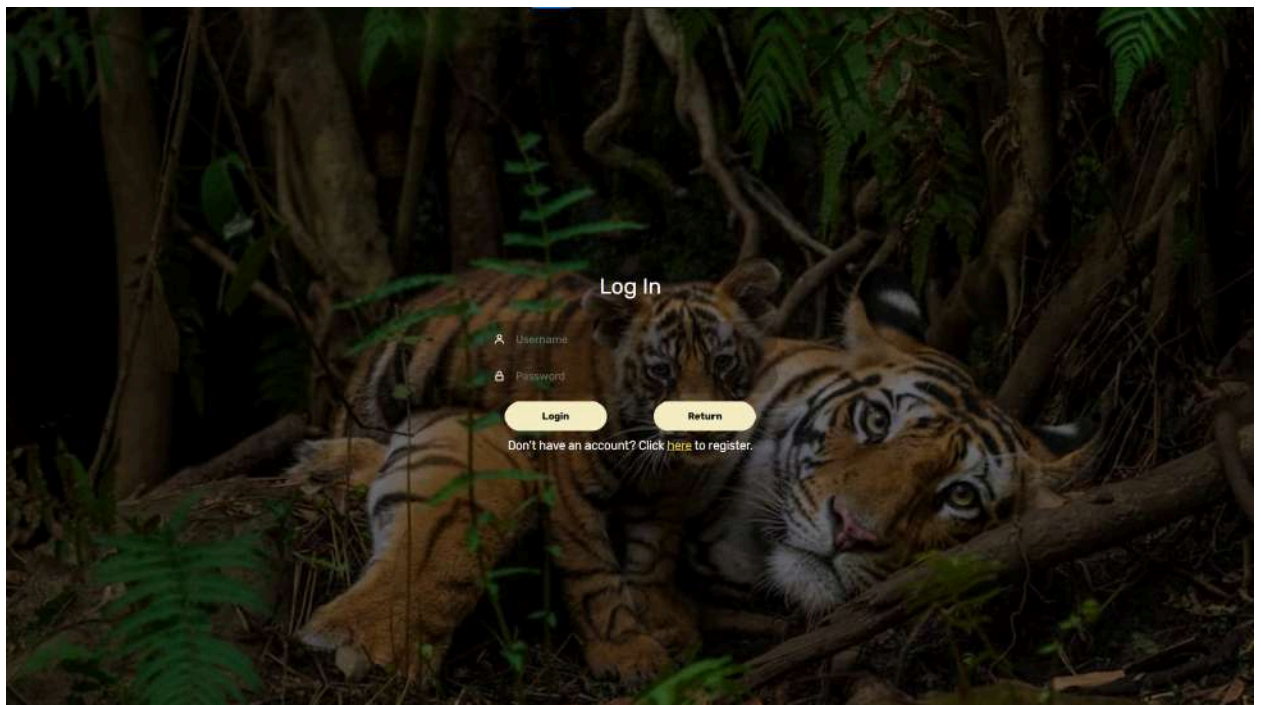 Log In
Username
Password
Login Return
Don't have an account? Click here to register.